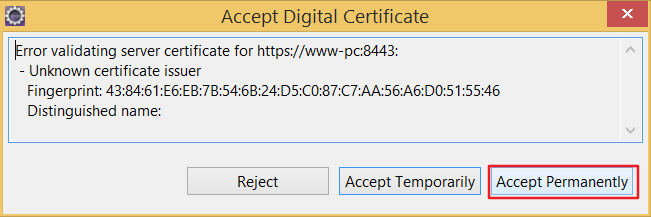 Accept Digital Certificate
Error validating server certificate for https://www-pc:8443:
- Unknown certificate issuer
Fingerprint: 43:84:61:E6:EB:7B:54:6B:24:D5:C0:87:C7:AA:56:A6:D0:51:55:46
Distinguished name:
Reject
Accept Temporarily
Accept Permanently